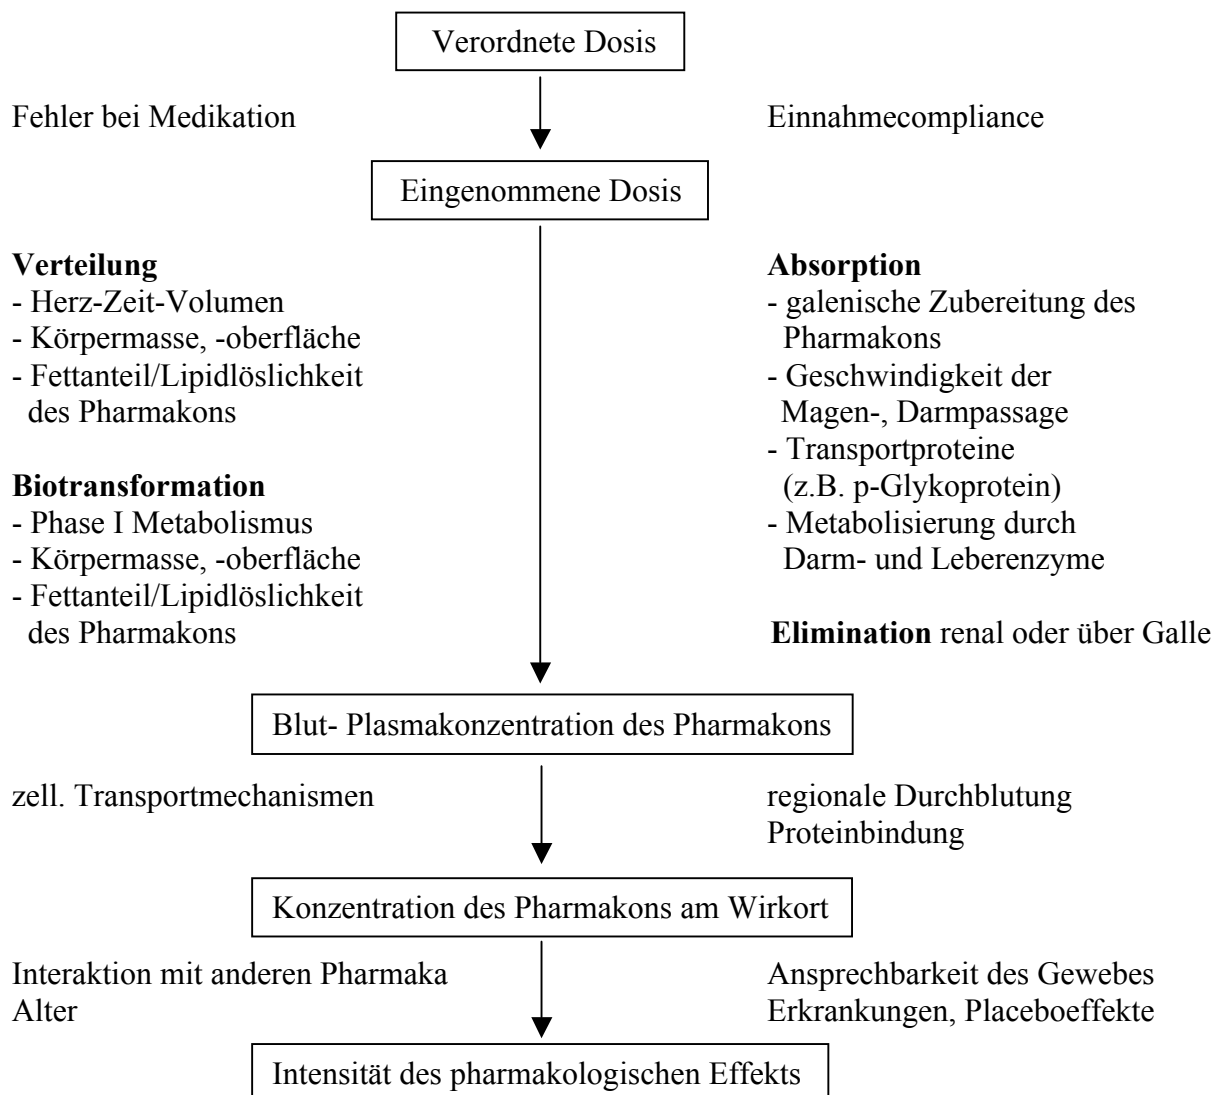 Verordnete Dosis
Fehler bei Medikation
Einnahmecompliance
Eingenommene Dosis
Verteilung
- Herz-Zeit-Volumen
- Körpermasse, -oberfläche
- Fettanteil/Lipidlöslichkeit
des Pharmakons
Biotransformation
- Phase I Metabolismus
- Körpermasse, -oberfläche
- Fettanteil/Lipidlöslichkeit
des Pharmakons
Absorption
- galenische Zubereitung des
Pharmakons
- Geschwindigkeit der
Magen-, Darmpassage
- Transportproteine
(z.B. p-Glykoprotein)
- Metabolisierung durch
Darm- und Leberenzyme
Elimination renal oder über Galle
Blut- Plasmakonzentration des Pharmakons
zell. Transportmechanismen
regionale Durchblutung
Proteinbindung
Konzentration des Pharmakons am Wirkort
Interaktion mit anderen Pharmaka
Alter
Ansprechbarkeit des Gewebes
Erkrankungen, Placeboeffekte
Intensität des pharmakologischen Effekts